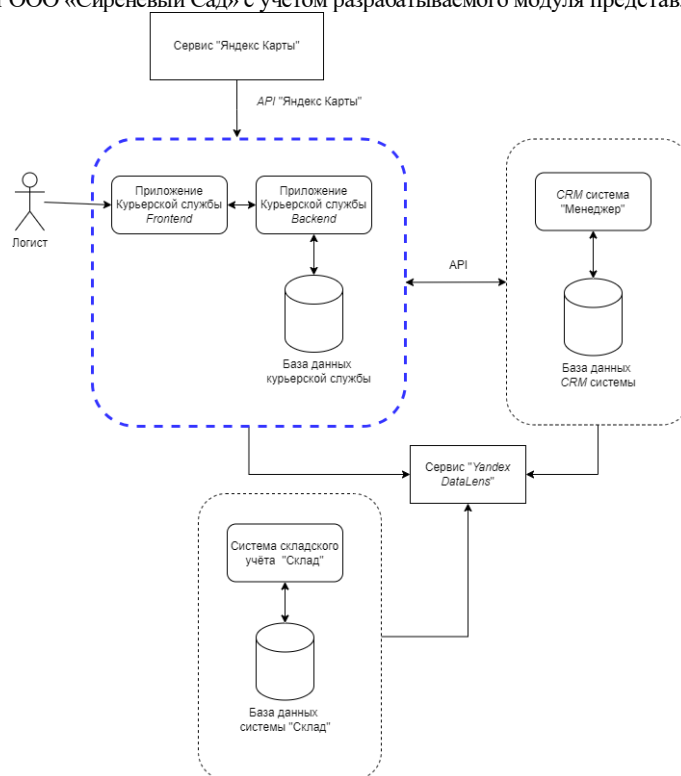 ООО «Сиреневый Сад» с учетом разрабатываемого модуля
Сервис "Яндекс Карты"
API "Яндекс Карты"
Приложение
Курьерской службы
Frontend
Приложение
Курьерской службы
Backend
Логист
База данных
курьерской службы
API
CRM система
"Менеджер"
База данных
CRM системы
Сервис "Yandex
DataLens"
Система складского
учёта "Склад"
База данных
системы "Склад"